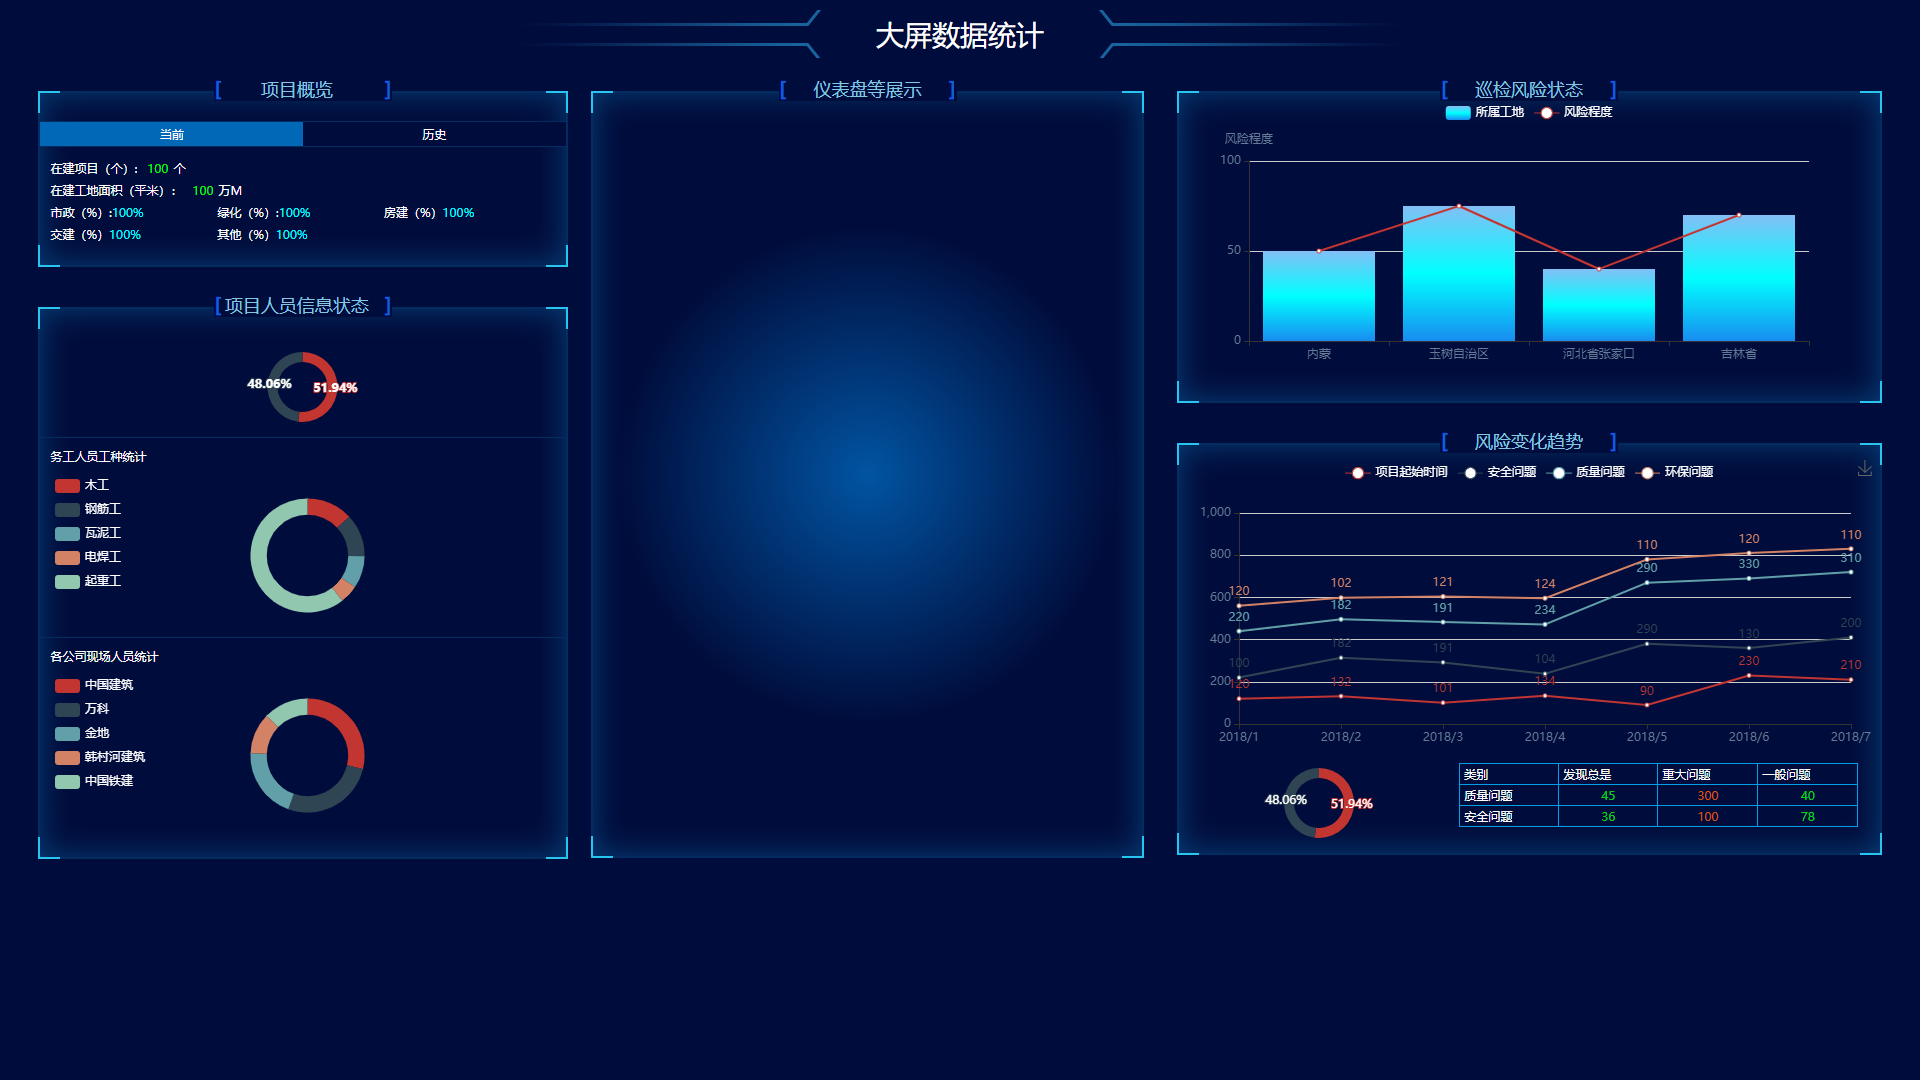 大屏数据统计
[ 项目概览 ]
当前 历史
在建项目（个）: 100 个
在建工地面积（平米）: 100 万M
市政（%）:100% 绿化（%）:100% 房建（%）100%
交建（%）100% 其他（%）100%
[ 项目人员信息状态 ]
48.06% 51.94%
务工人员工种统计
木工
钢筋工
瓦泥工
电焊工
起重工
各公司现场人员统计
中国建筑
万科
金地
韩村河建筑
中国铁建
[ 仪表盘等展示 ]
[ 巡检风险状态 ]
所属工地 风险程度
风险程度
100
50
0
内蒙 玉树自治区 河北省张家口 吉林省
[ 风险变化趋势 ]
项目起始时间 安全问题 质量问题 环保问题
1,000
800
600
400
200
0
120 102 121 124 110 120 110
220 182 191 234 290 330 310
100 182 191 104 290 130 200
120 132 101 134 90 230 210
2018/1 2018/2 2018/3 2018/4 2018/5 2018/6 2018/7
48.06% 51.94%
类别 发现总是 重大问题 一般问题
质量问题 45 300 40
安全问题 36 100 78